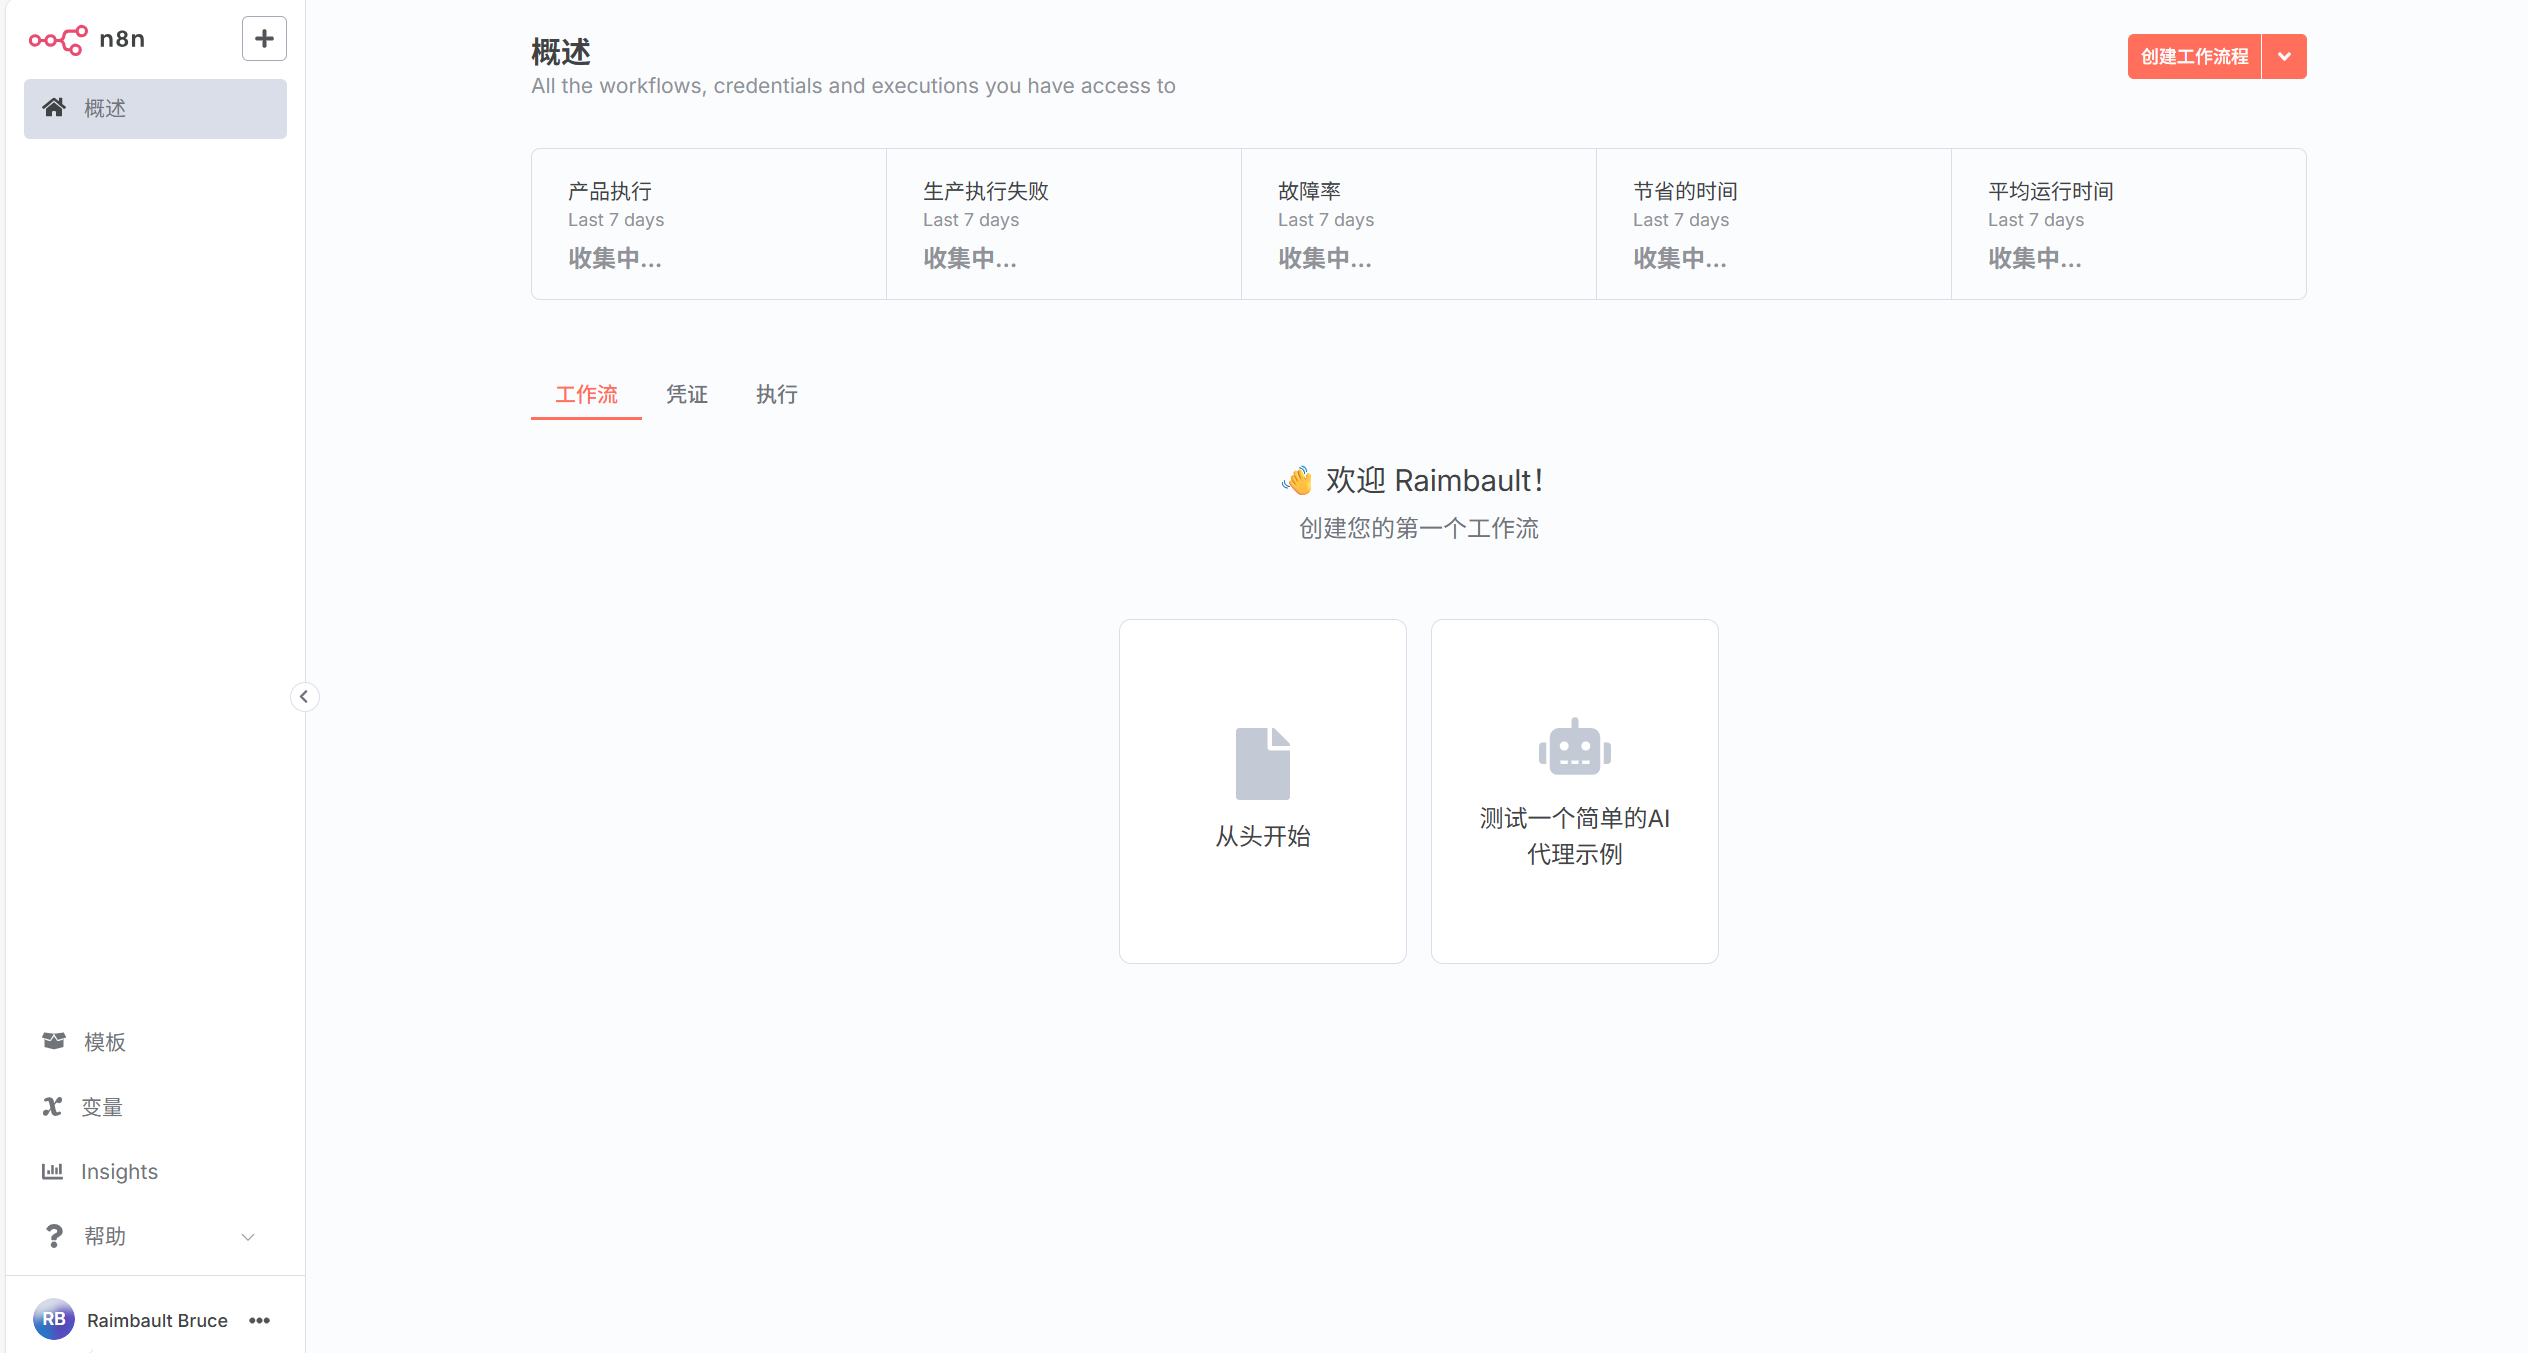 n8n
概述
概述
All the workflows, credentials and executions you have access to
创建工作流程
产品执行
Last 7 days
收集中...
生产执行失败
Last 7 days
收集中...
故障率
Last 7 days
收集中...
节省的时间
Last 7 days
收集中...
平均运行时间
Last 7 days
收集中...
工作流
凭证
执行
👋 欢迎 Raimbault!
创建您的第一个工作流
从头开始
测试一个简单的AI
代理示例
模板
变量
Insights
帮助
RB
Raimbault Bruce